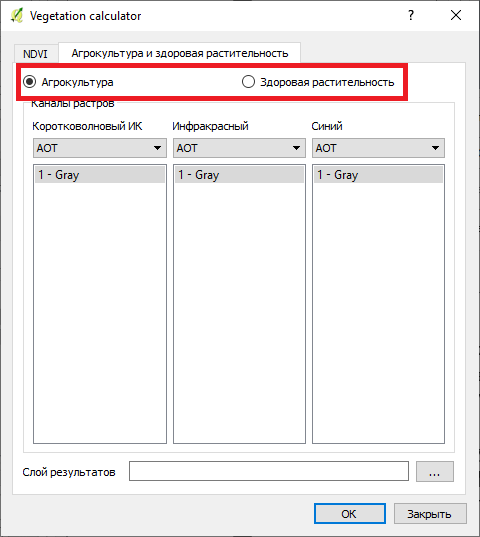 Vegetation calculator
NDVI Агрокультура и здоровая растительность
Агрокультура Здоровая растительность
Каналы растров
Коротковолновый ИК Инфракрасный Синий
AOT AOT AOT
1 - Gray 1 - Gray 1 - Gray
Слой результатов ...
OK Закрыть